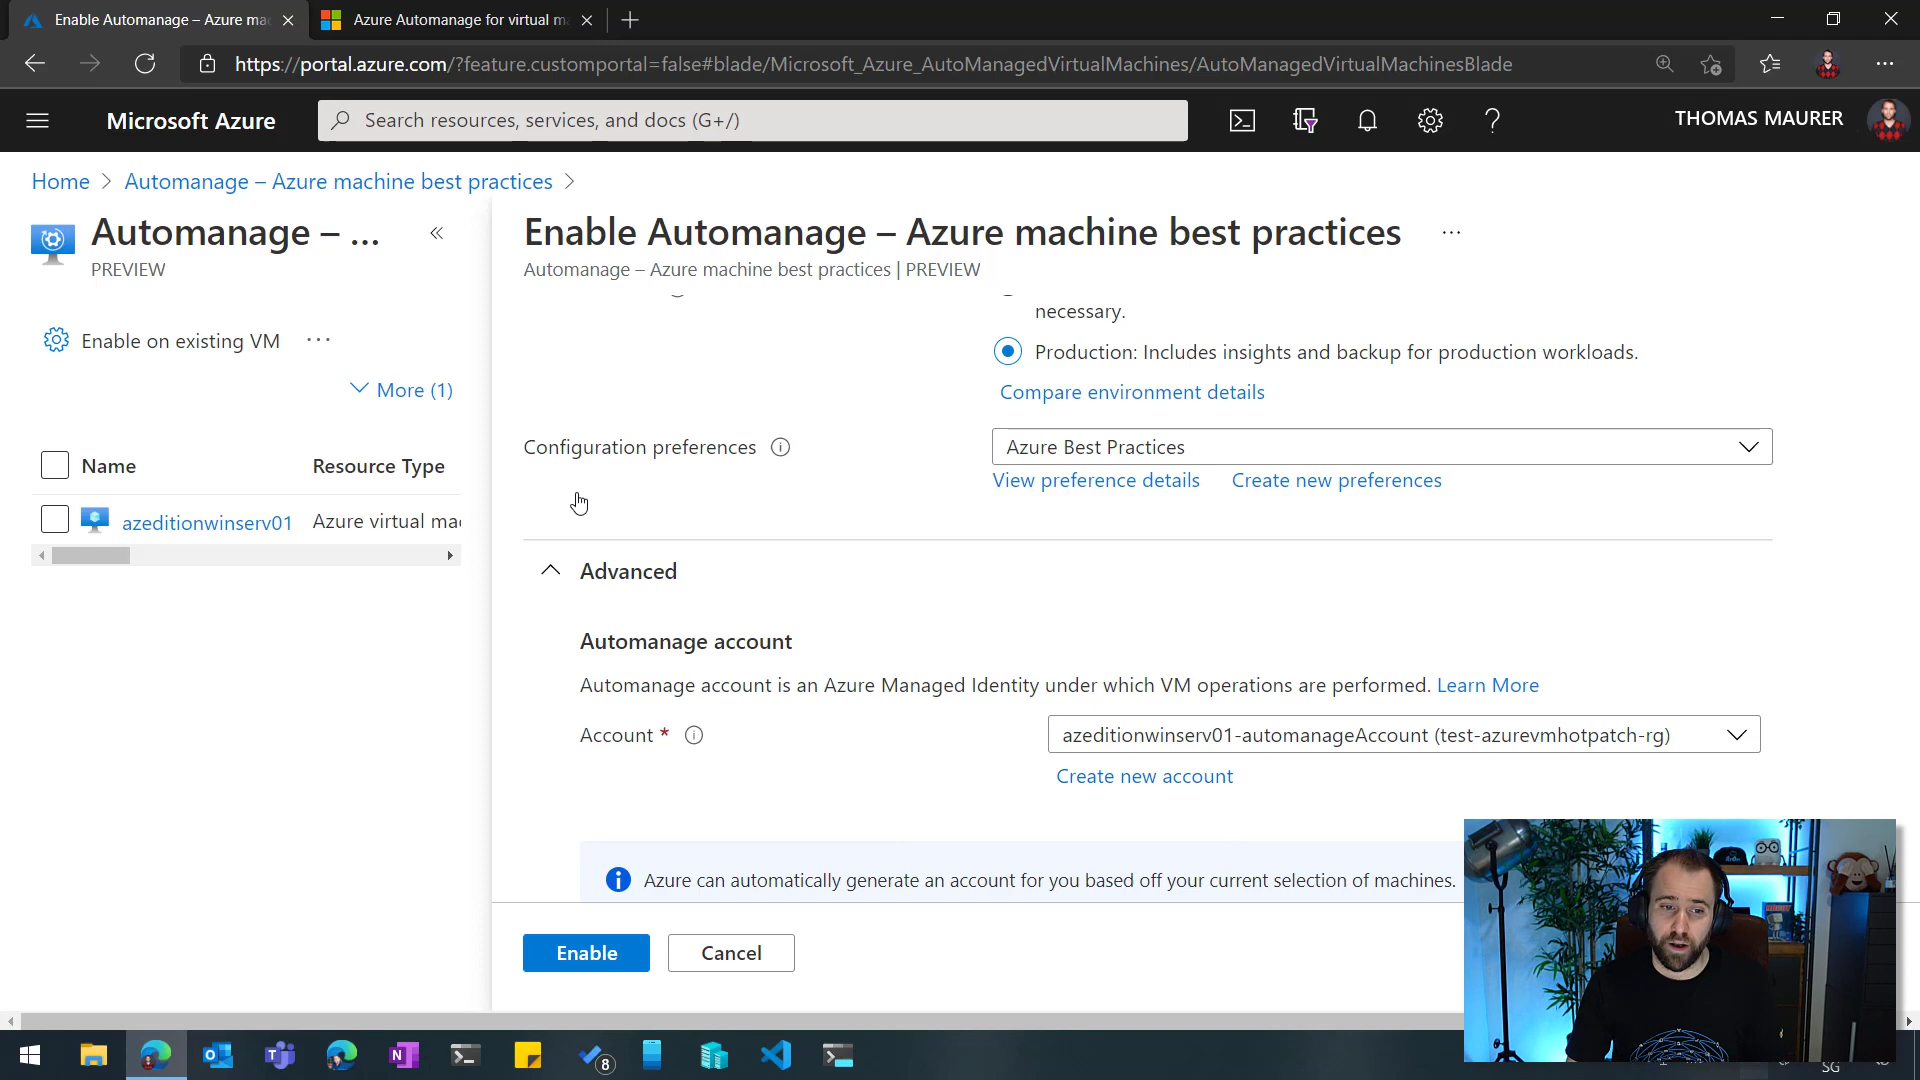 Enable Automanage – Azure mac
Azure Automanage for virtual m
https://portal.azure.com/?feature.customportal=false#blade/Microsoft_Azure_AutoManagedVirtualMachines/AutoManagedVirtualMachinesBlade
Microsoft Azure
Search resources, services, and docs (G+/)
THOMAS MAURER
Home > Automanage – Azure machine best practices >
Automanage – ...
PREVIEW
Enable on existing VM
More (1)
Name
Resource Type
azeditionwinserv01
Azure virtual mac
Enable Automanage – Azure machine best practices
Automanage – Azure machine best practices | PREVIEW
necessary.
Production: Includes insights and backup for production workloads.
Compare environment details
Configuration preferences
Azure Best Practices
View preference details
Create new preferences
Advanced
Automanage account
Automanage account is an Azure Managed Identity under which VM operations are performed. Learn More
Account *
azeditionwinserv01-automanageAccount (test-azurevmhotpatch-rg)
Create new account
Azure can automatically generate an account for you based off your current selection of machines.
Enable
Cancel
8
SG